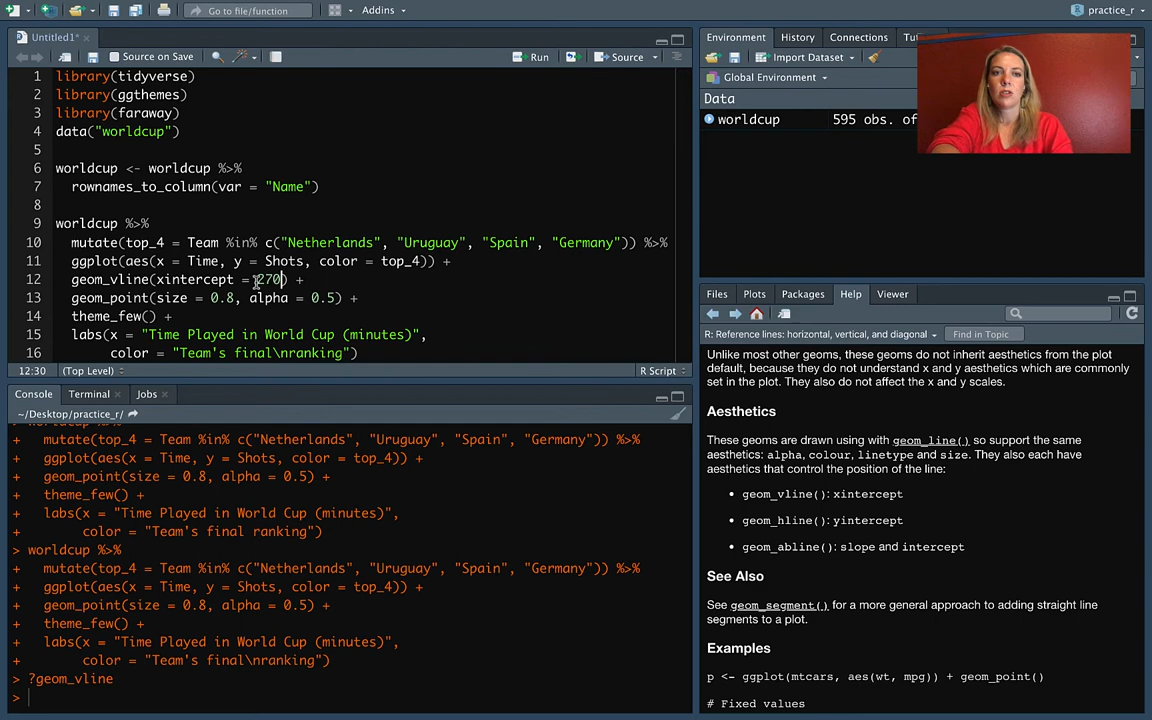 Go to file/function
Addins
practice_r
Untitled1*
Source on Save
Run
Source
1 library(tidyverse)
2 library(ggthemes)
3 library(faraway)
4 data("worldcup")
5
6 worldcup <- worldcup %>%
7 rownames_to_column(var = "Name")
8
9 worldcup %>%
10 mutate(top_4 = Team %in% c("Netherlands", "Uruguay", "Spain", "Germany")) %>%
11 ggplot(aes(x = Time, y = Shots, color = top_4)) +
12 geom_vline(xintercept = 270) +
13 geom_point(size = 0.8, alpha = 0.5) +
14 theme_few() +
15 labs(x = "Time Played in World Cup (minutes)",
16 color = "Team's final\nranking")
12:30 (Top Level) R Script
Console Terminal Jobs
~/Desktop/practice_r/
worldcup %>%
+ mutate(top_4 = Team %in% c("Netherlands", "Uruguay", "Spain", "Germany")) %>%
+ ggplot(aes(x = Time, y = Shots, color = top_4)) +
+ geom_point(size = 0.8, alpha = 0.5) +
+ theme_few() +
+ labs(x = "Time Played in World Cup (minutes)",
+ color = "Team's final ranking")
> worldcup %>%
+ mutate(top_4 = Team %in% c("Netherlands", "Uruguay", "Spain", "Germany")) %>%
+ ggplot(aes(x = Time, y = Shots, color = top_4)) +
+ geom_point(size = 0.8, alpha = 0.5) +
+ theme_few() +
+ labs(x = "Time Played in World Cup (minutes)",
+ color = "Team's final\nranking")
> ?geom_vline
>
Environment History Connections Tu
Import Dataset
Global Environment
Data
worldcup 595 obs. of
Files Plots Packages Help Viewer
R: Reference lines: horizontal, vertical, and diagonal Find in Topic
Unlike most other geoms, these geoms do not inherit aesthetics from the plot
default, because they do not understand x and y aesthetics which are commonly
set in the plot. They also do not affect the x and y scales.
Aesthetics
These geoms are drawn using with geom_line() so support the same
aesthetics: alpha, colour, linetype and size. They also each have
aesthetics that control the position of the line:
• geom_vline(): xintercept
• geom_hline(): yintercept
• geom_abline(): slope and intercept
See Also
See geom_segment() for a more general approach to adding straight line
segments to a plot.
Examples
p <- ggplot(mtcars, aes(wt, mpg)) + geom_point()
# Fixed values